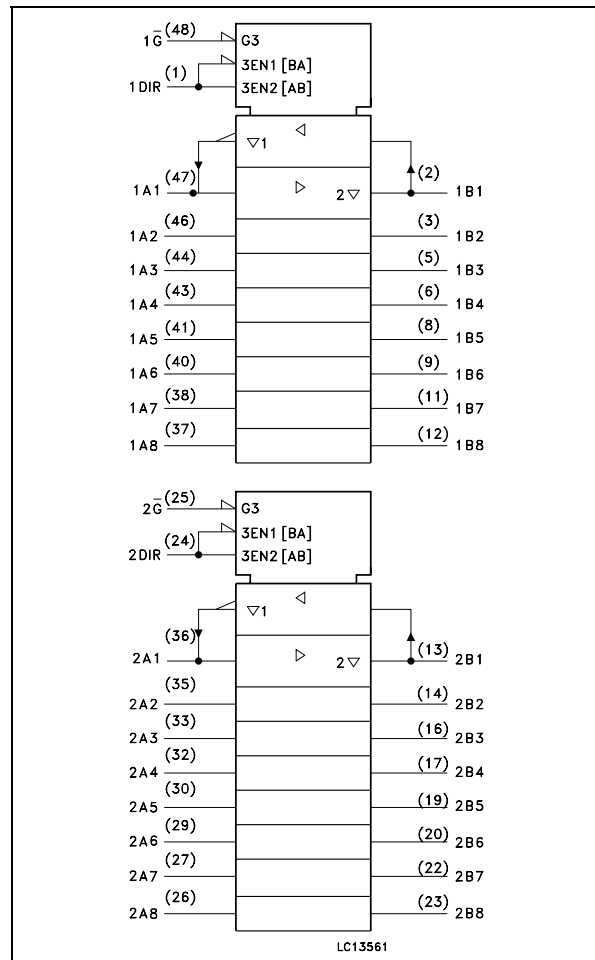 1G̅ (48) G3
3EN1 [BA]
1DIR (1) 3EN2 [AB]
▽1 ◁
1A1 (47) ▷ 2▽ (2) 1B1
1A2 (46) (3) 1B2
1A3 (44) (5) 1B3
1A4 (43) (6) 1B4
1A5 (41) (8) 1B5
1A6 (40) (9) 1B6
1A7 (38) (11) 1B7
1A8 (37) (12) 1B8
2G̅ (25) G3
3EN1 [BA]
2DIR (24) 3EN2 [AB]
▽1 ◁
2A1 (36) ▷ 2▽ (13) 2B1
2A2 (35) (14) 2B2
2A3 (33) (16) 2B3
2A4 (32) (17) 2B4
2A5 (30) (19) 2B5
2A6 (29) (20) 2B6
2A7 (27) (22) 2B7
2A8 (26) (23) 2B8
LC13561